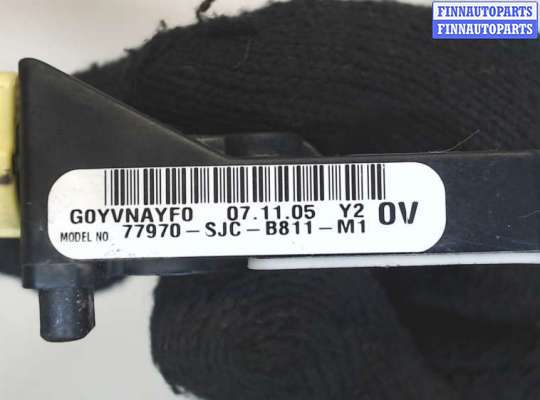 FINNAUTOPARTS
FINNAUTOPARTS
G0YVNAYF0 07.11.05 Y2 0V
MODEL NO 77970-SJC-B811-M1